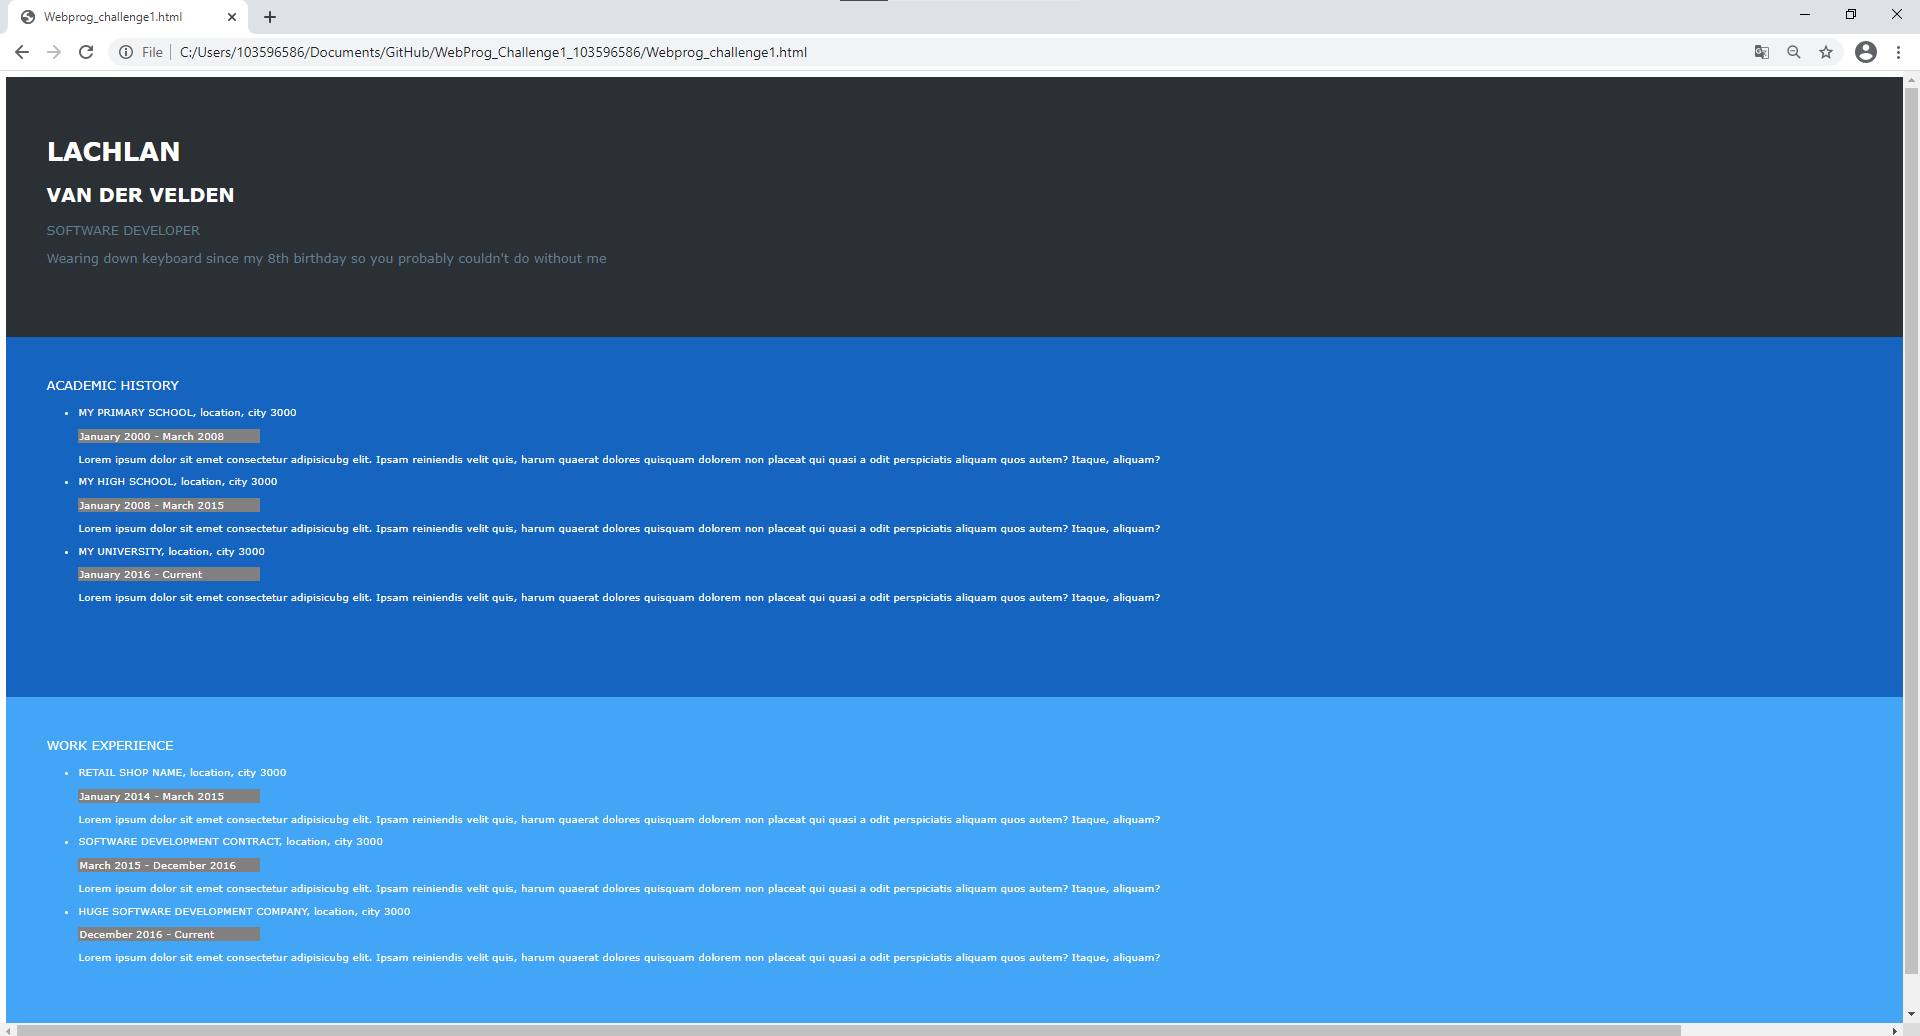 Webprog_challenge1.html
File C:/Users/103596586/Documents/GitHub/WebProg_Challenge1_103596586/Webprog_challenge1.html
LACHLAN
VAN DER VELDEN
SOFTWARE DEVELOPER
Wearing down keyboard since my 8th birthday so you probably couldn't do without me
ACADEMIC HISTORY
MY PRIMARY SCHOOL, location, city 3000
January 2000 - March 2008
Lorem ipsum dolor sit emet consectetur adipisicubg elit. Ipsam reiniendis velit quis, harum quaerat dolores quisquam dolorem non placeat qui quasi a odit perspiciatis aliquam quos autem? Itaque, aliquam?
MY HIGH SCHOOL, location, city 3000
January 2008 - March 2015
Lorem ipsum dolor sit emet consectetur adipisicubg elit. Ipsam reiniendis velit quis, harum quaerat dolores quisquam dolorem non placeat qui quasi a odit perspiciatis aliquam quos autem? Itaque, aliquam?
MY UNIVERSITY, location, city 3000
January 2016 - Current
Lorem ipsum dolor sit emet consectetur adipisicubg elit. Ipsam reiniendis velit quis, harum quaerat dolores quisquam dolorem non placeat qui quasi a odit perspiciatis aliquam quos autem? Itaque, aliquam?
WORK EXPERIENCE
RETAIL SHOP NAME, location, city 3000
January 2014 - March 2015
Lorem ipsum dolor sit emet consectetur adipisicubg elit. Ipsam reiniendis velit quis, harum quaerat dolores quisquam dolorem non placeat qui quasi a odit perspiciatis aliquam quos autem? Itaque, aliquam?
SOFTWARE DEVELOPMENT CONTRACT, location, city 3000
March 2015 - December 2016
Lorem ipsum dolor sit emet consectetur adipisicubg elit. Ipsam reiniendis velit quis, harum quaerat dolores quisquam dolorem non placeat qui quasi a odit perspiciatis aliquam quos autem? Itaque, aliquam?
HUGE SOFTWARE DEVELOPMENT COMPANY, location, city 3000
December 2016 - Current
Lorem ipsum dolor sit emet consectetur adipisicubg elit. Ipsam reiniendis velit quis, harum quaerat dolores quisquam dolorem non placeat qui quasi a odit perspiciatis aliquam quos autem? Itaque, aliquam?